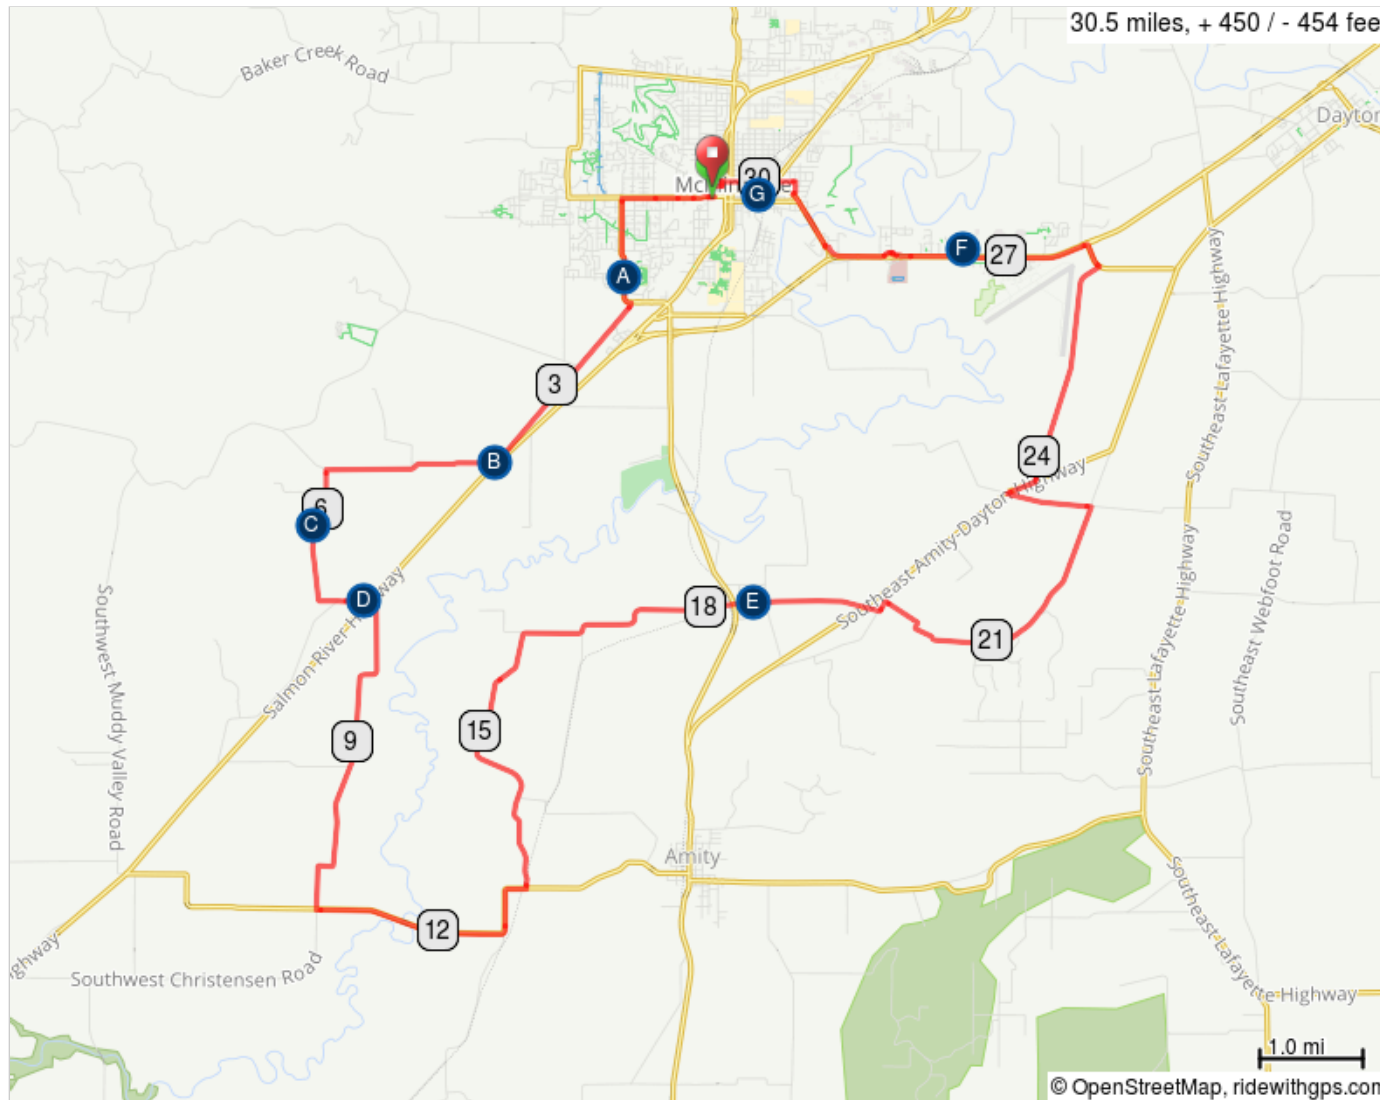 30.5 miles, + 450 / - 454 fee
Baker Creek Road
Dayton
30
G
A
F
27
3
Southeast Lafayette Highway
B
24
6
C
Southeast Amity-Dayton Highway
D
Salmon River Highway
18
E
21
Southeast Lafayette Highway
Southeast Webfoot Road
Southwest Muddy Valley Road
15
9
Amity
12
ighway
Southwest Christensen Road
Southeast Lafayette Highway
1.0 mi
© OpenStreetMap, ridewithgps.com